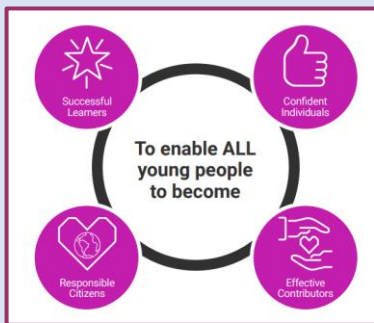 Successful
Learners
Confident
Individuals
To enable ALL
young people
to become
Responsible
Citizens
Effective
Contributors